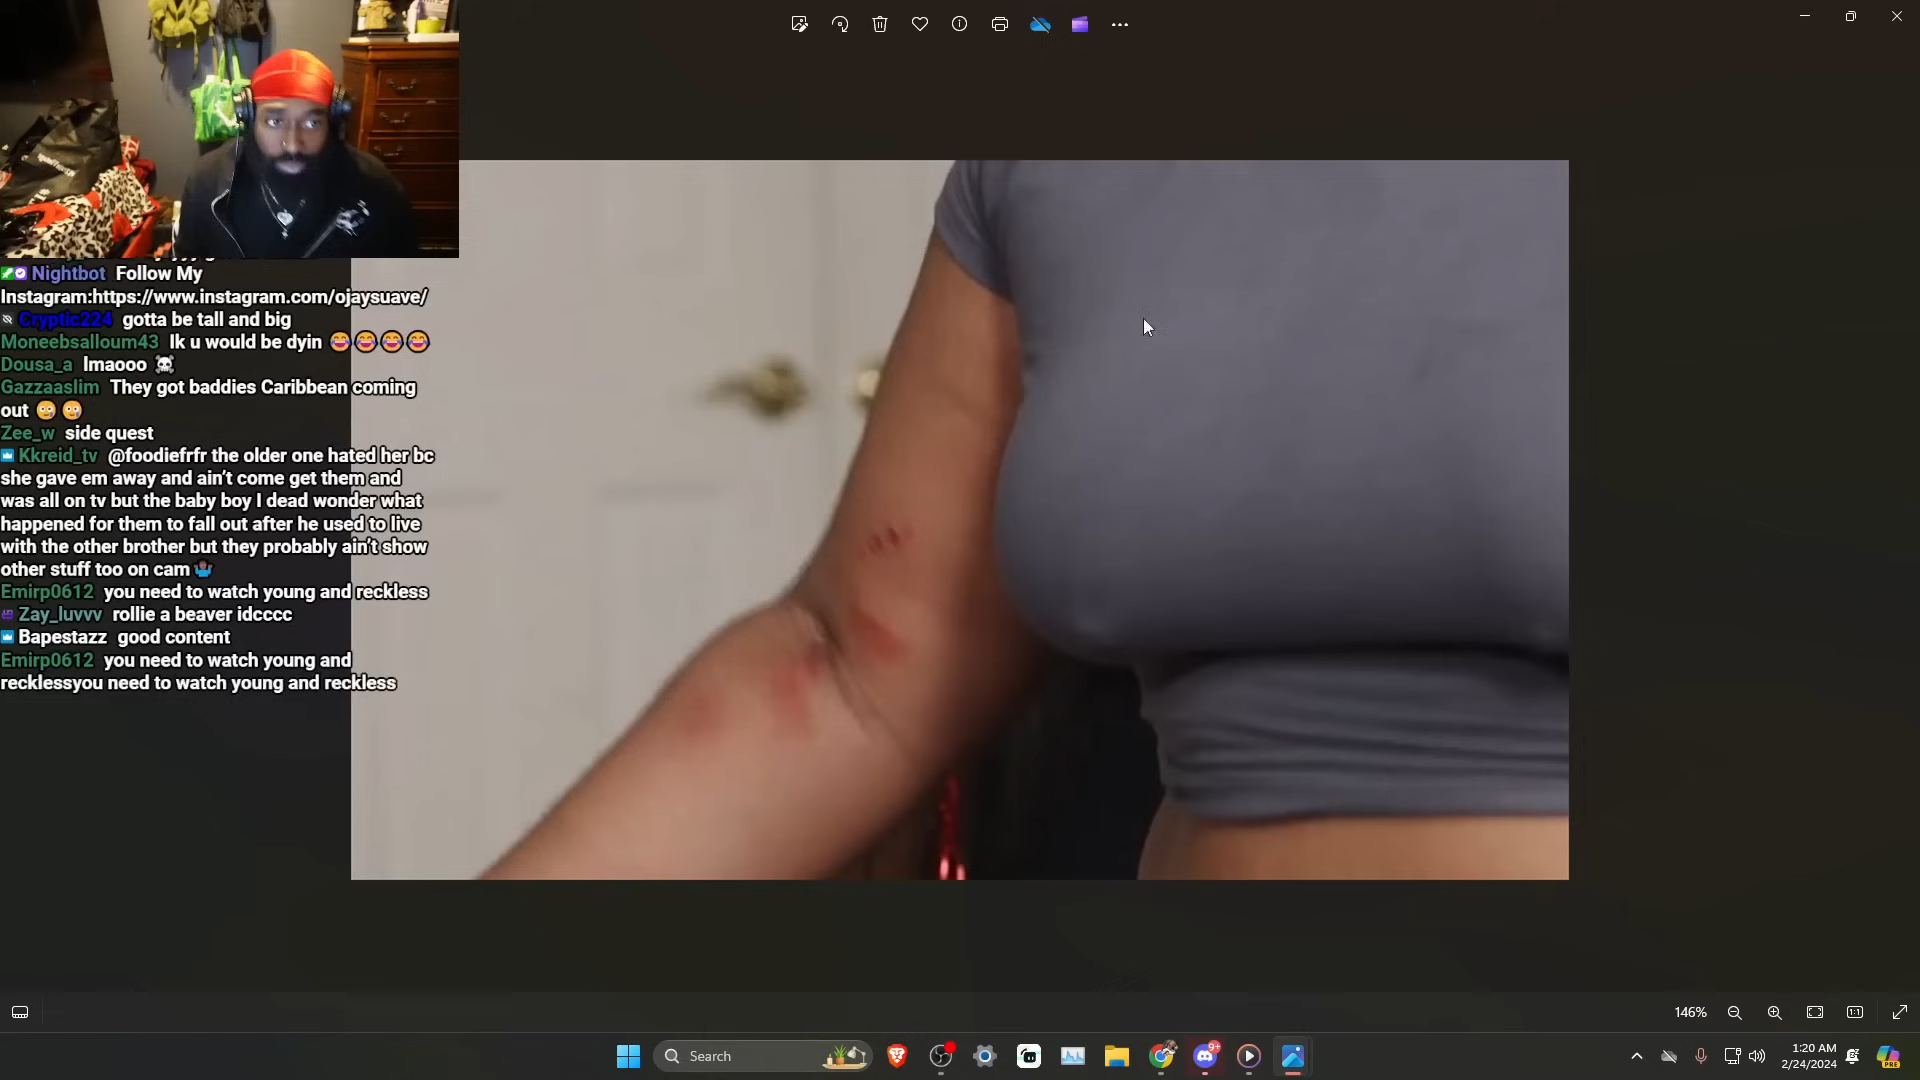 Nightbot Follow My
Instagram:https://www.instagram.com/ojaysuave/
Cryptic224 gotta be tall and big
Moneebsalloum43 Ik u would be dyin 😂😂😂😂
Dousa_a lmaooo ☠️
Gazzaaslim They got baddies Caribbean coming
out 🥲🥲
Zee_w side quest
Kkreid_tv @foodiefrfr the older one hated her bc
she gave em away and ain’t come get them and
was all on tv but the baby boy I dead wonder what
happened for them to fall out after he used to live
with the other brother but they probably ain’t show
other stuff too on cam 🤷🏾‍♂️
Emirp0612 you need to watch young and reckless
Zay_luvvv rollie a beaver idcccc
Bapestazz good content
Emirp0612 you need to watch young and
recklessyou need to watch young and reckless
146%
1:1
Search
9+
1:20 AM
2/24/2024
PRE